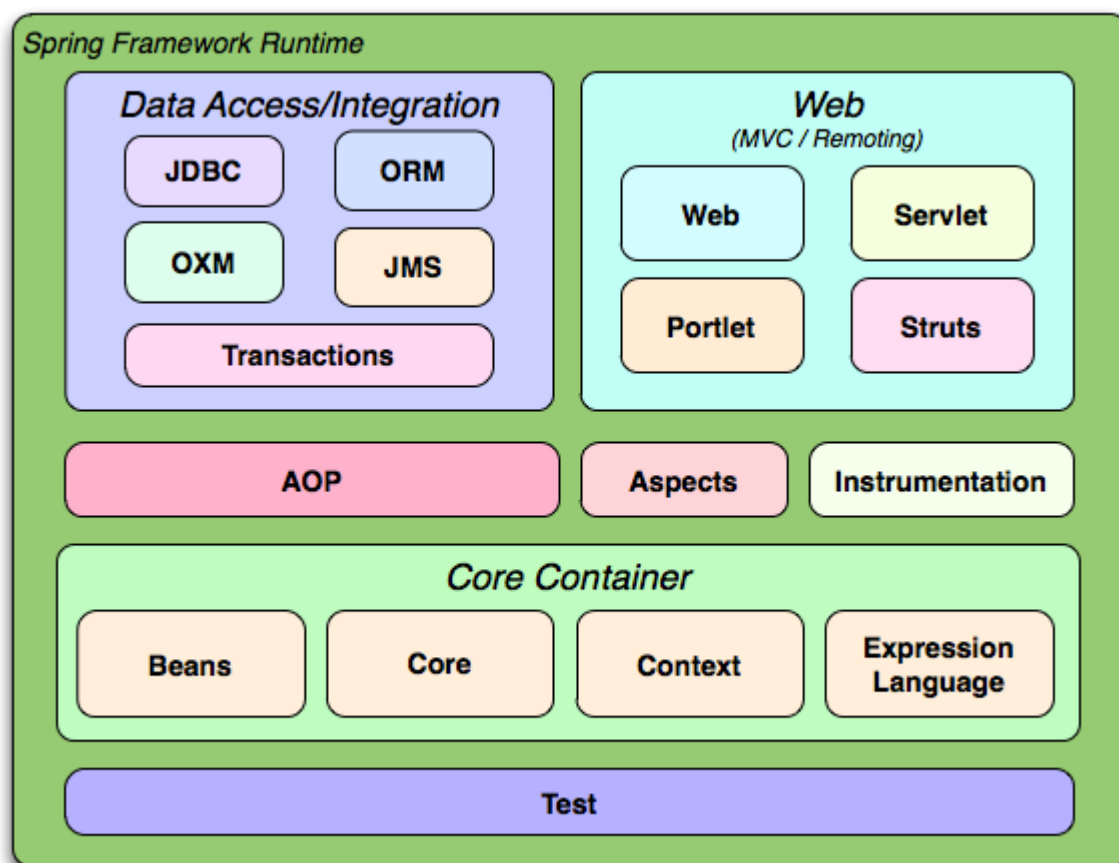 Spring Framework Runtime
Data Access/Integration
JDBC
ORM
OXM
JMS
Transactions
Web
(MVC / Remoting)
Web
Servlet
Portlet
Struts
AOP
Aspects
Instrumentation
Core Container
Beans
Core
Context
Expression
Language
Test